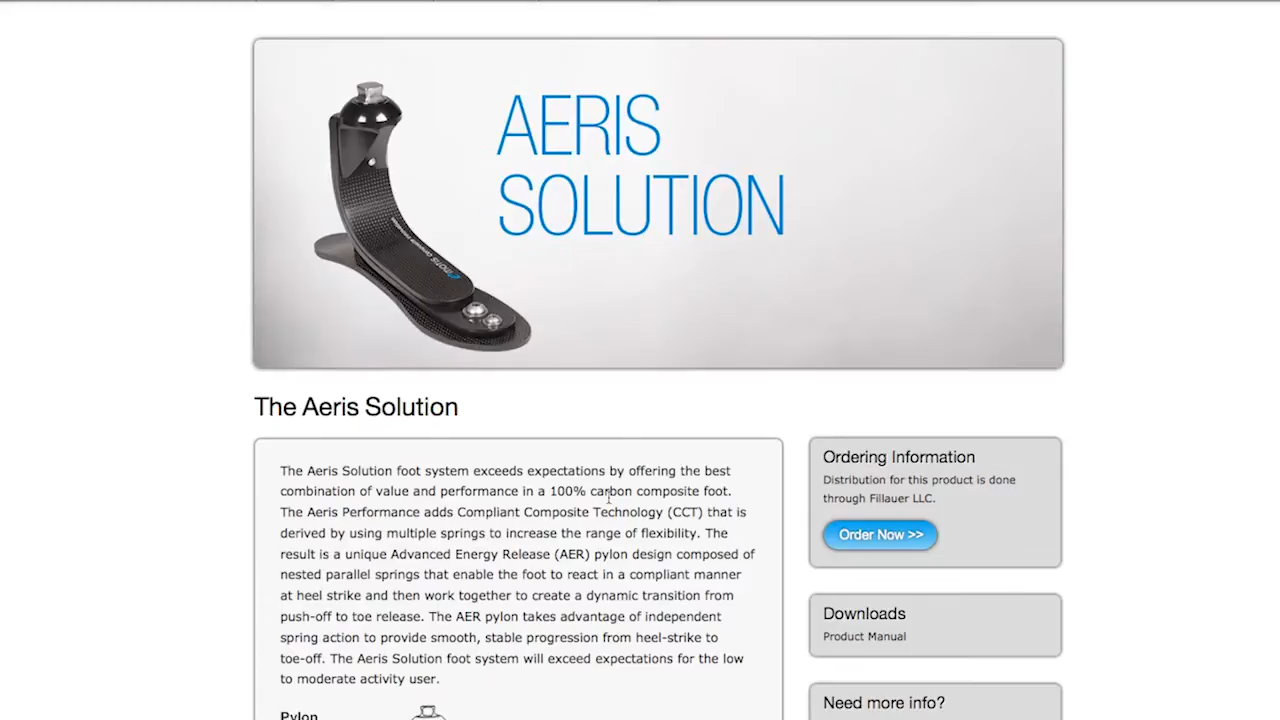 AERIS
SOLUTION
The Aeris Solution
The Aeris Solution foot system exceeds expectations by offering the best
combination of value and performance in a 100% carbon composite foot.
The Aeris Performance adds Compliant Composite Technology (CCT) that is
derived by using multiple springs to increase the range of flexibility. The
result is a unique Advanced Energy Release (AER) pylon design composed of
nested parallel springs that enable the foot to react in a compliant manner
at heel strike and then work together to create a dynamic transition from
push-off to toe release. The AER pylon takes advantage of independent
spring action to provide smooth, stable progression from heel-strike to
toe-off. The Aeris Solution foot system will exceed expectations for the low
to moderate activity user.
Pylon
Ordering Information
Distribution for this product is done
through Fillauer LLC.
Order Now >>
Downloads
Product Manual
Need more info?